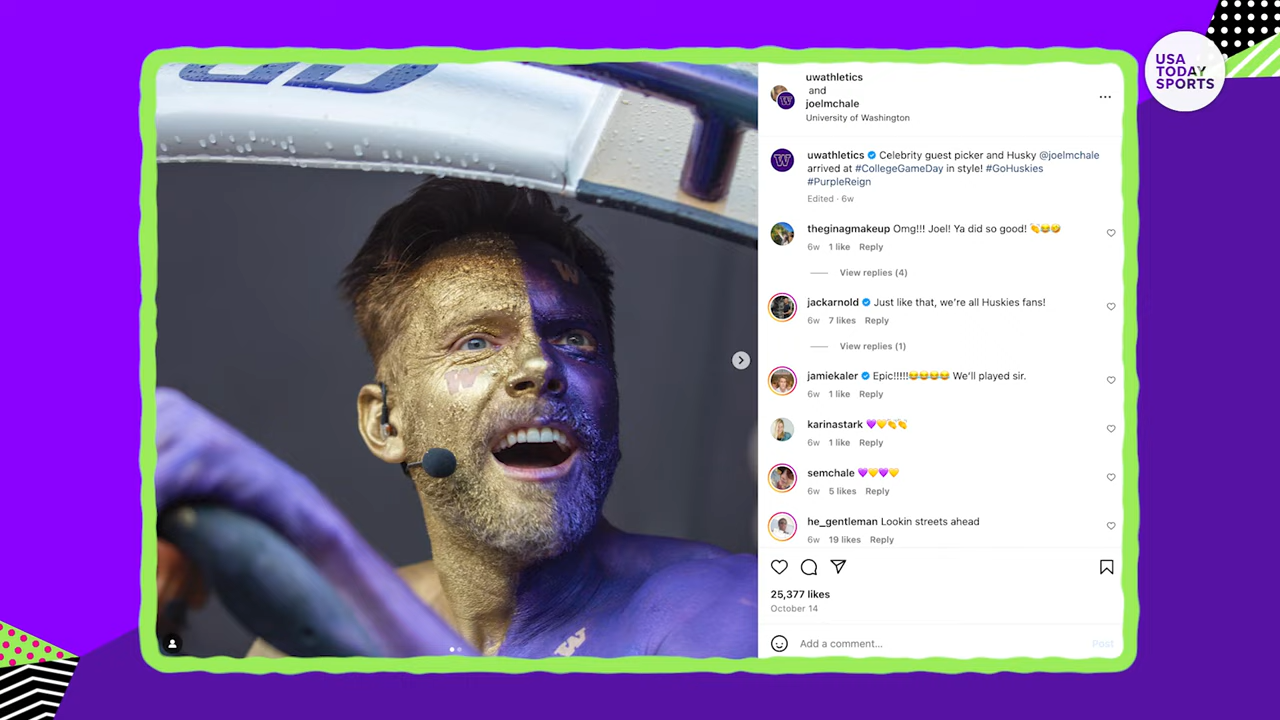 USA
TODAY
SPORTS
uwathletics
and
joelmchale
University of Washington
uwathletics Celebrity guest picker and Husky @joelmchale
arrived at #CollegeGameDay in style! #GoHuskies
#PurpleReign
Edited · 6w
theginagmakeup Omg!!! Joel! Ya did so good! 👏😂🤣
6w 1 like Reply
View replies (4)
jackarnold Just like that, we're all Huskies fans!
6w 7 likes Reply
View replies (1)
jamiekaler Epic!!!!!😂😂😂😂 We'll played sir.
6w 1 like Reply
karinastark 💜💛👏👏
6w 1 like Reply
semchale 💜💛💜💛
6w 5 likes Reply
he_gentleman Lookin streets ahead
6w 19 likes Reply
25,377 likes
October 14
Add a comment...
Post
W
W
W
W
W